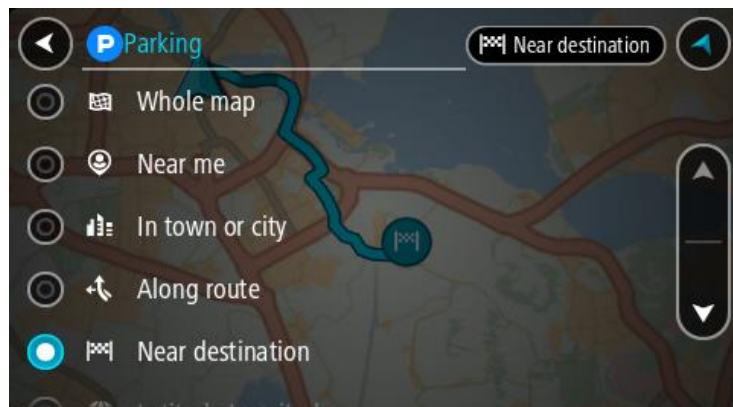 P Parking
Near destination
Whole map
Near me
In town or city
Along route
Near destination